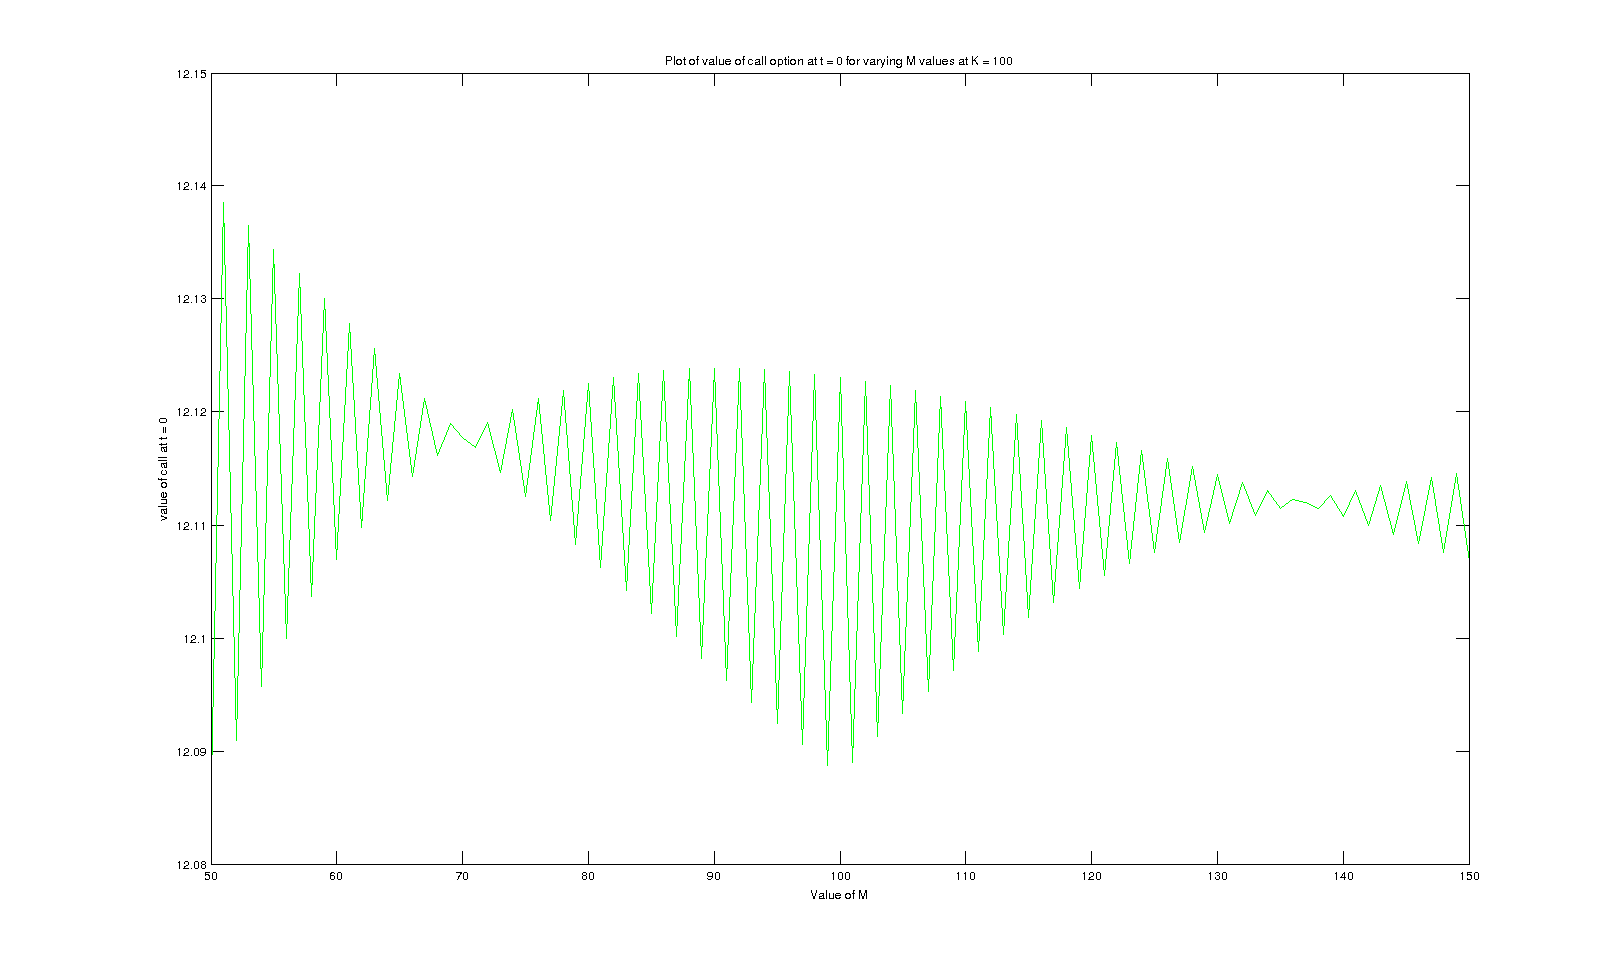 Plot of value of call option at t = 0 for varying M values at K = 100
12.15
12.14
12.13
12.12
12.11
12.1
12.09
12.08
value of call at t = 0
50 60 70 80 90 100 110 120 130 140 150
Value of M